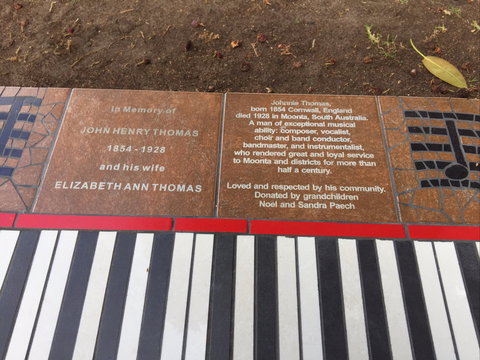 In Memory of
JOHN HENRY THOMAS
1854 - 1928
and his wife
ELIZABETH ANN THOMAS
Johnnie Thomas,
born 1854 Cornwall, England
died 1928 in Moonta, South Australia.
A man of exceptional musical
ability: composer, vocalist,
choir and band conductor,
bandmaster, and instrumentalist,
who rendered great and loyal service
to Moonta and districts for more than
half a century.
Loved and respected by his community.
Donated by grandchildren
Noel and Sandra Paech